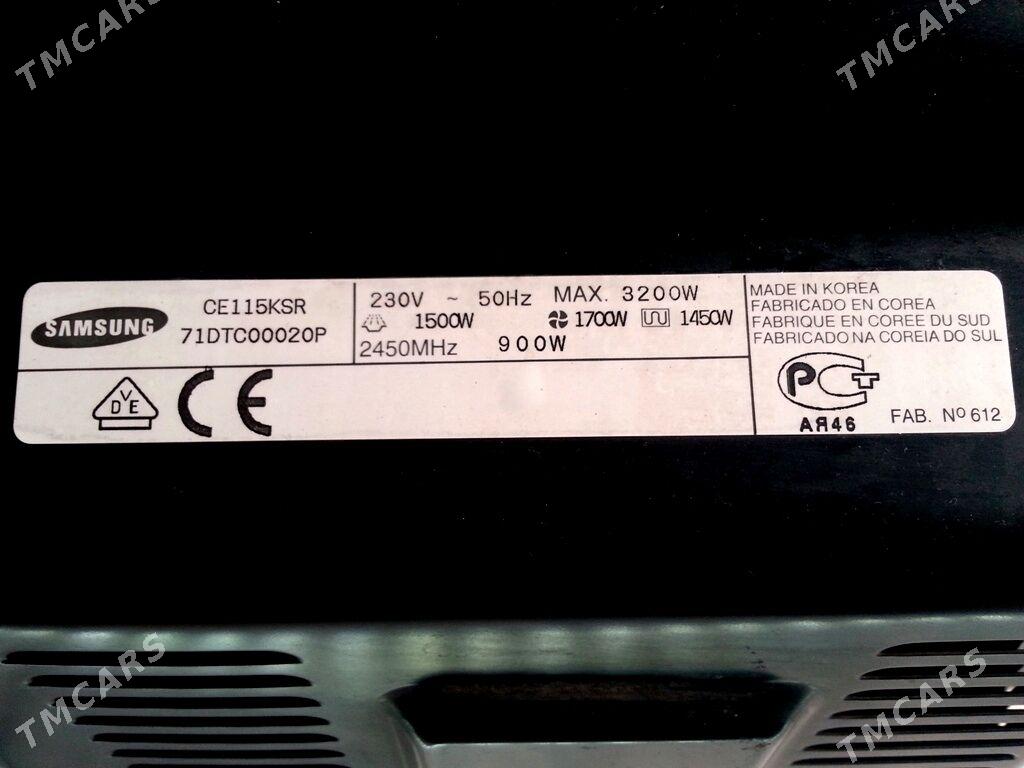 TMCARS
TMCARS
SAMSUNG
CE115KSR
71DTC00020P
230V ~ 50Hz MAX. 3200W
1500W 1700W 1450W
2450MHz 900W
MADE IN KOREA
FABRICADO EN COREA
FABRIQUE EN COREE DU SUD
FABRICADO NA COREIA DO SUL
VDE
CE
PCT
АЯ46
FAB. Nº 612
TMCARS
TMCARS